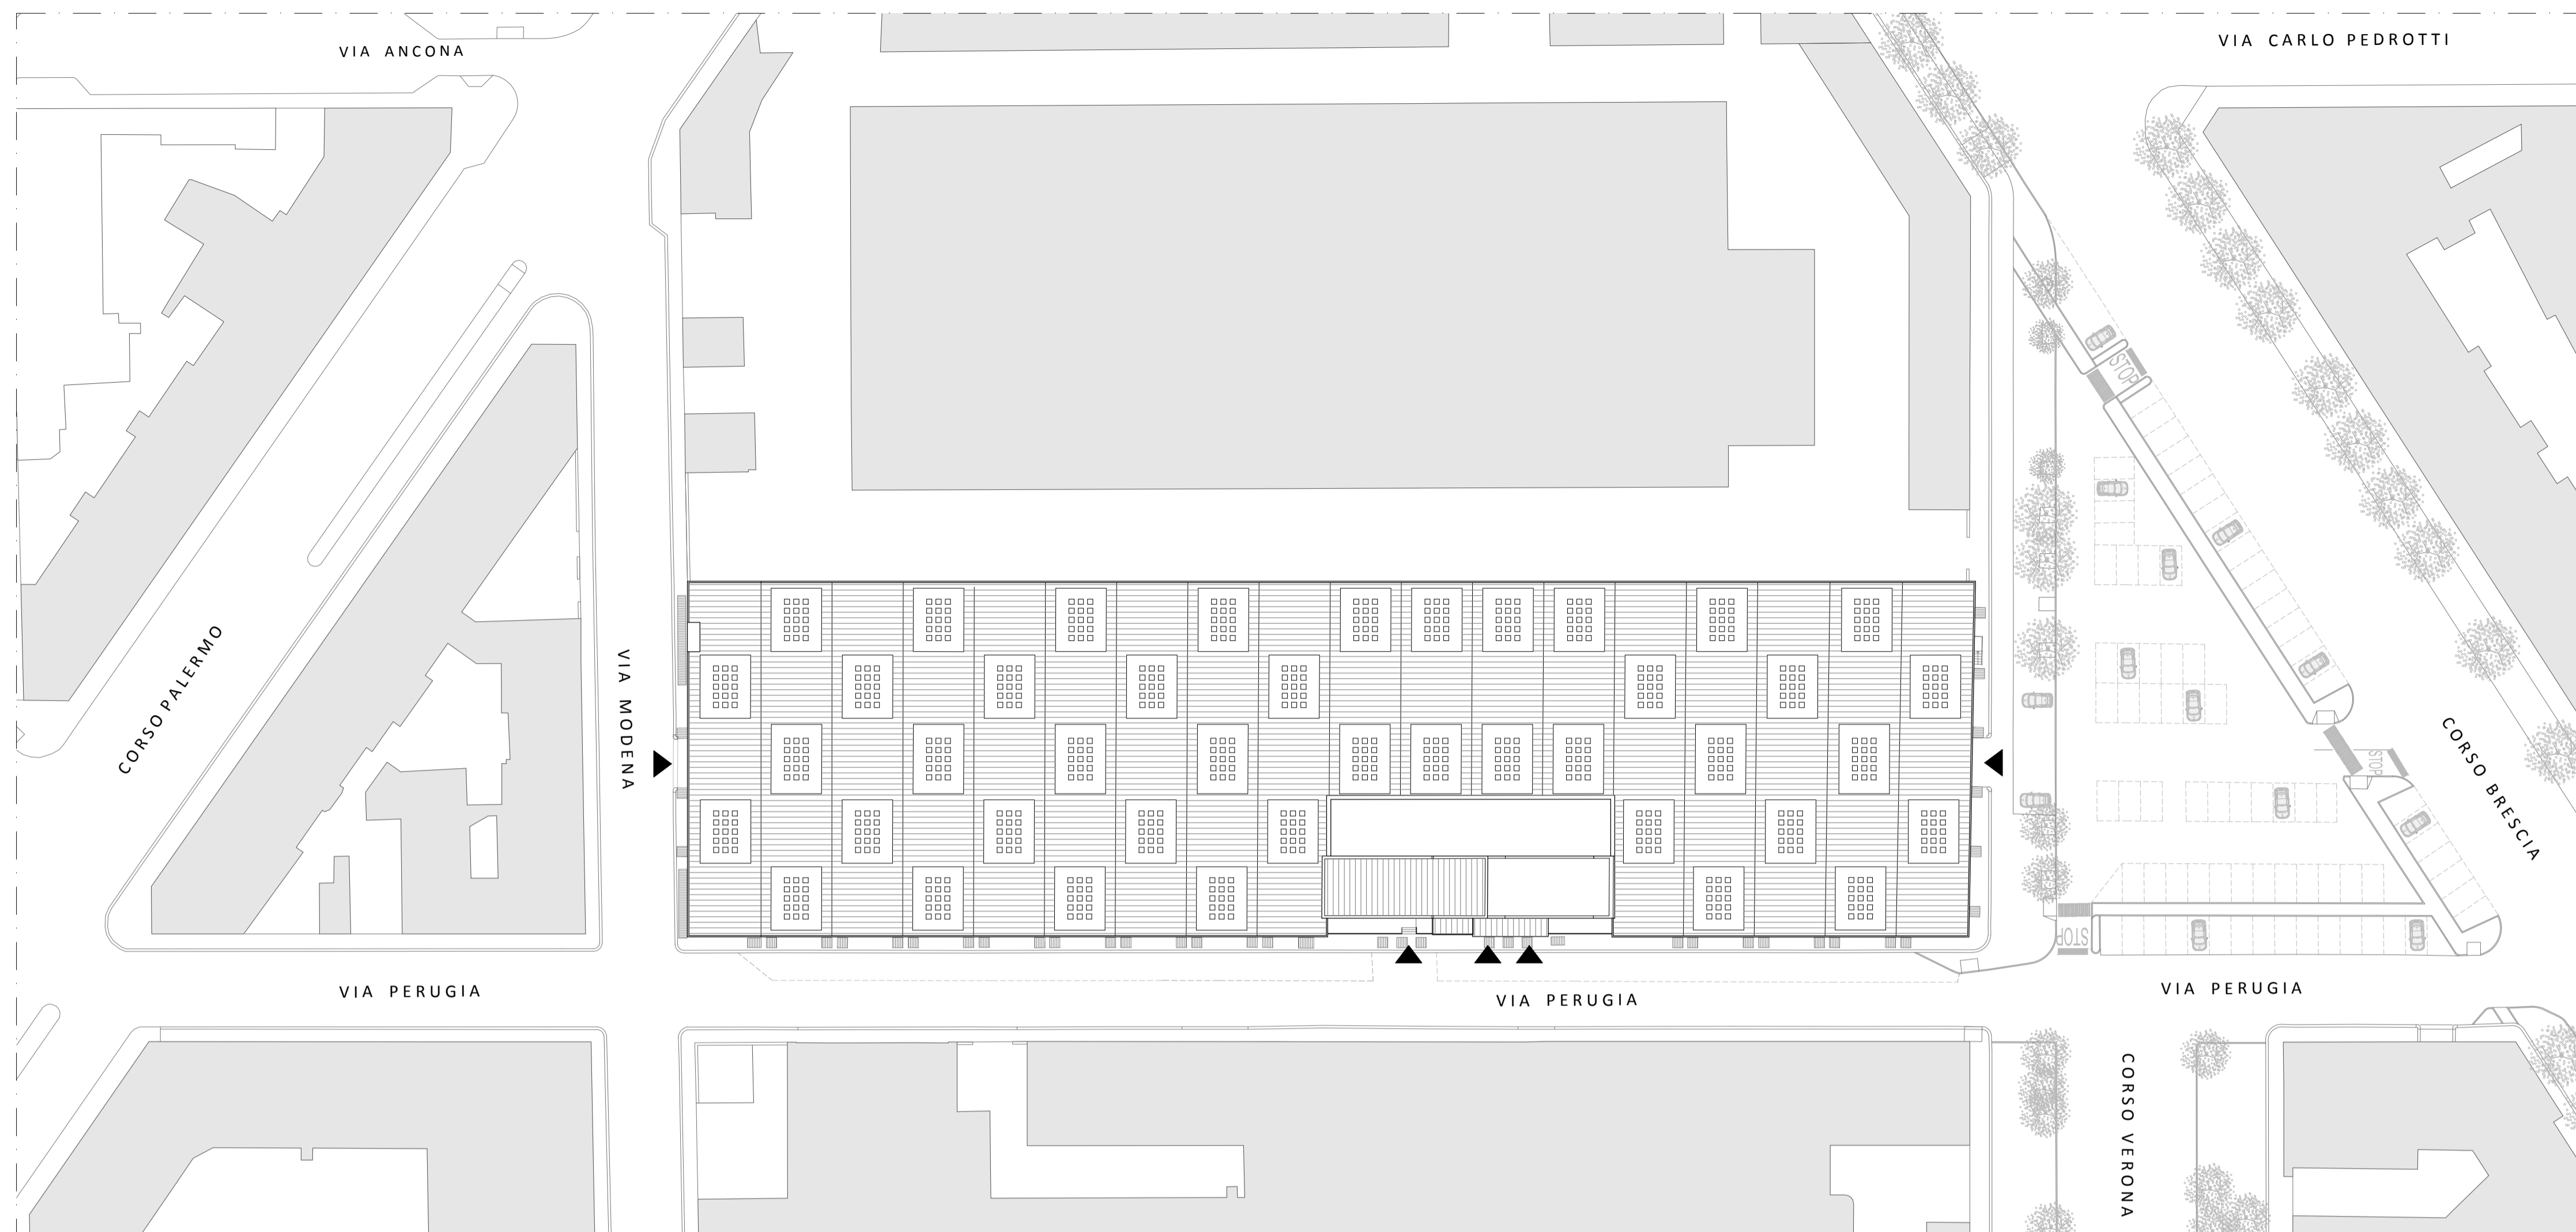 VIA ANCONA
VIA CARLO PEDROTTI
STOP
CORSO PALERMO
VIA MODENA
CORSO BRESCIA
STOP
STOP
VIA PERUGIA
VIA PERUGIA
VIA PERUGIA
CORSO VERONA